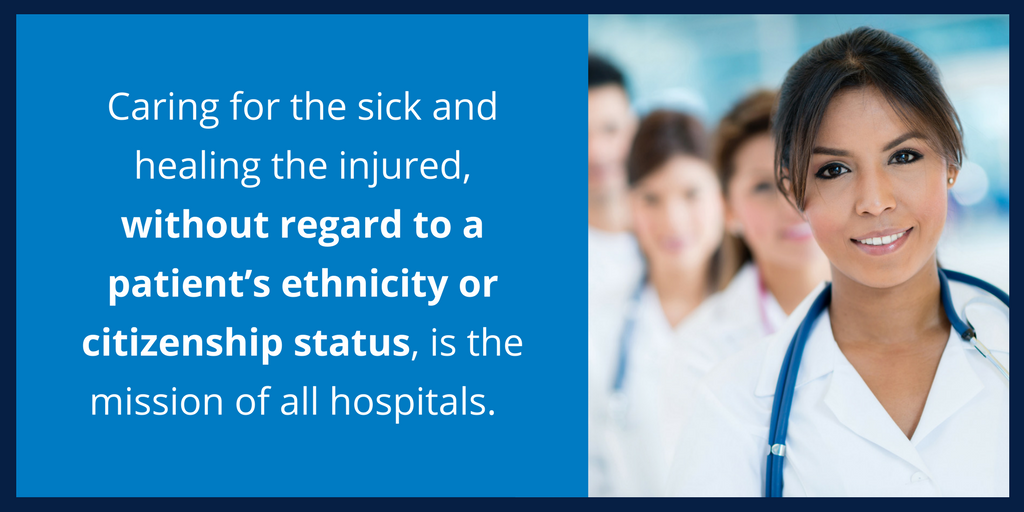 Caring for the sick and
healing the injured,
without regard to a
patient’s ethnicity or
citizenship status, is the
mission of all hospitals.